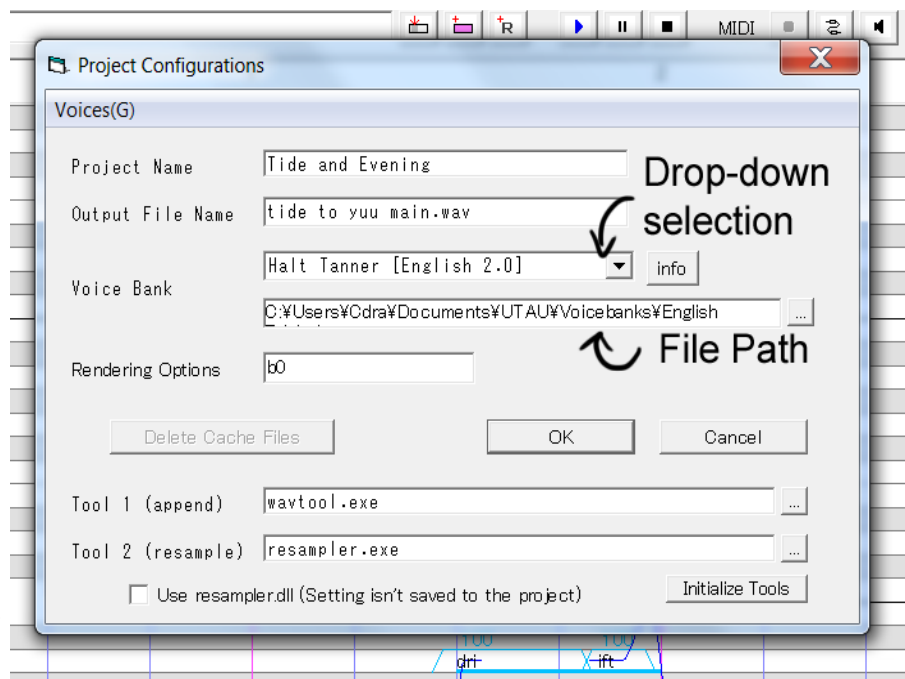 R
MIDI
Project Configurations
Voices(G)
Project Name
Tide and Evening
Output File Name
tide to yuu main.wav
Drop-down
selection
Voice Bank
Halt Tanner [English 2.0]
info
C:¥Users¥Cdra¥Documents¥UTAU¥Voicebanks¥English
...
File Path
Rendering Options
b0
Delete Cache Files
OK
Cancel
Tool 1 (append)
wavtool.exe
...
Tool 2 (resample)
resampler.exe
...
Use resampler.dll (Setting isn't saved to the project)
Initialize Tools
100
100
dri
ift